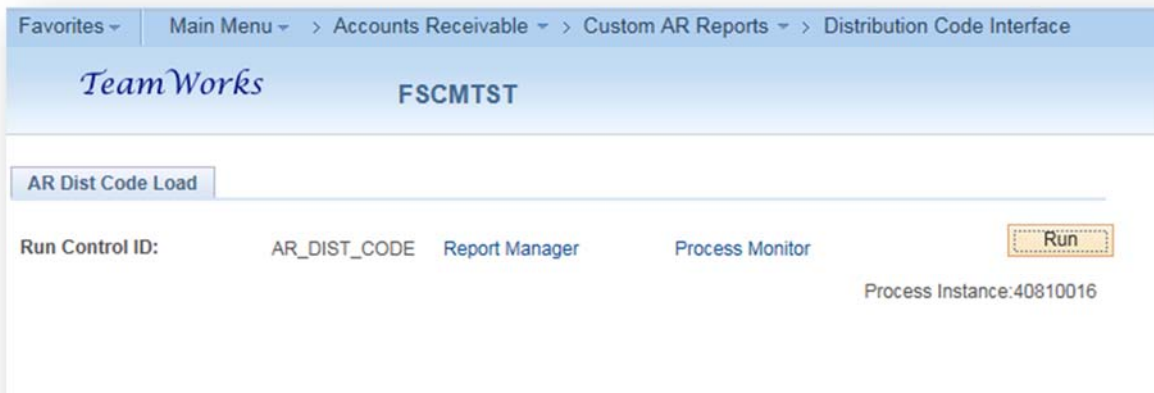 Favorites Main Menu > Accounts Receivable > Custom AR Reports > Distribution Code Interface
TeamWorks FSCMTST
AR Dist Code Load
Run Control ID: AR_DIST_CODE Report Manager Process Monitor Run
Process Instance:40810016